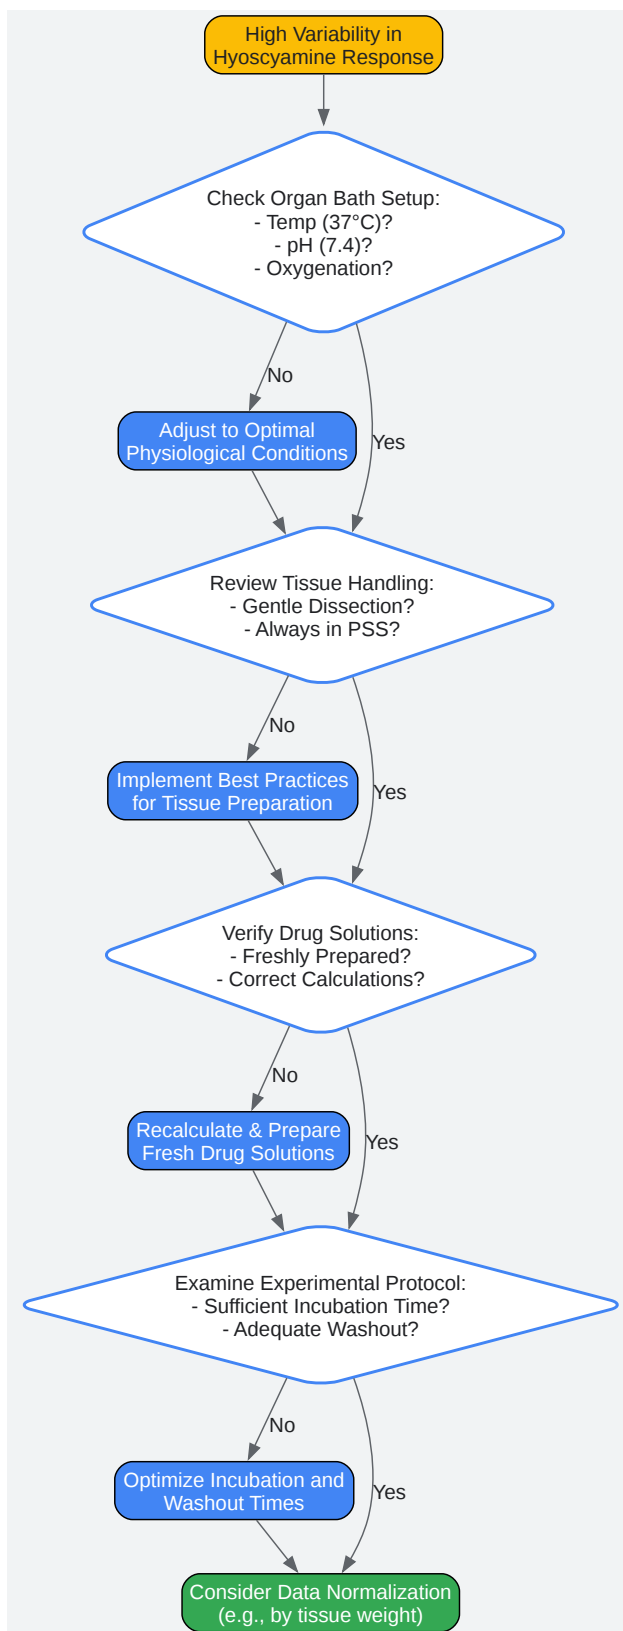 High Variability in
Hyoscyamine Response
Check Organ Bath Setup:
- Temp (37°C)?
- pH (7.4)?
- Oxygenation?
No
Adjust to Optimal
Physiological Conditions
Yes
Review Tissue Handling:
- Gentle Dissection?
- Always in PSS?
No
Implement Best Practices
for Tissue Preparation
Yes
Verify Drug Solutions:
- Freshly Prepared?
- Correct Calculations?
No
Recalculate & Prepare
Fresh Drug Solutions
Yes
Examine Experimental Protocol:
- Sufficient Incubation Time?
- Adequate Washout?
No
Optimize Incubation and
Washout Times
Yes
Consider Data Normalization
(e.g., by tissue weight)